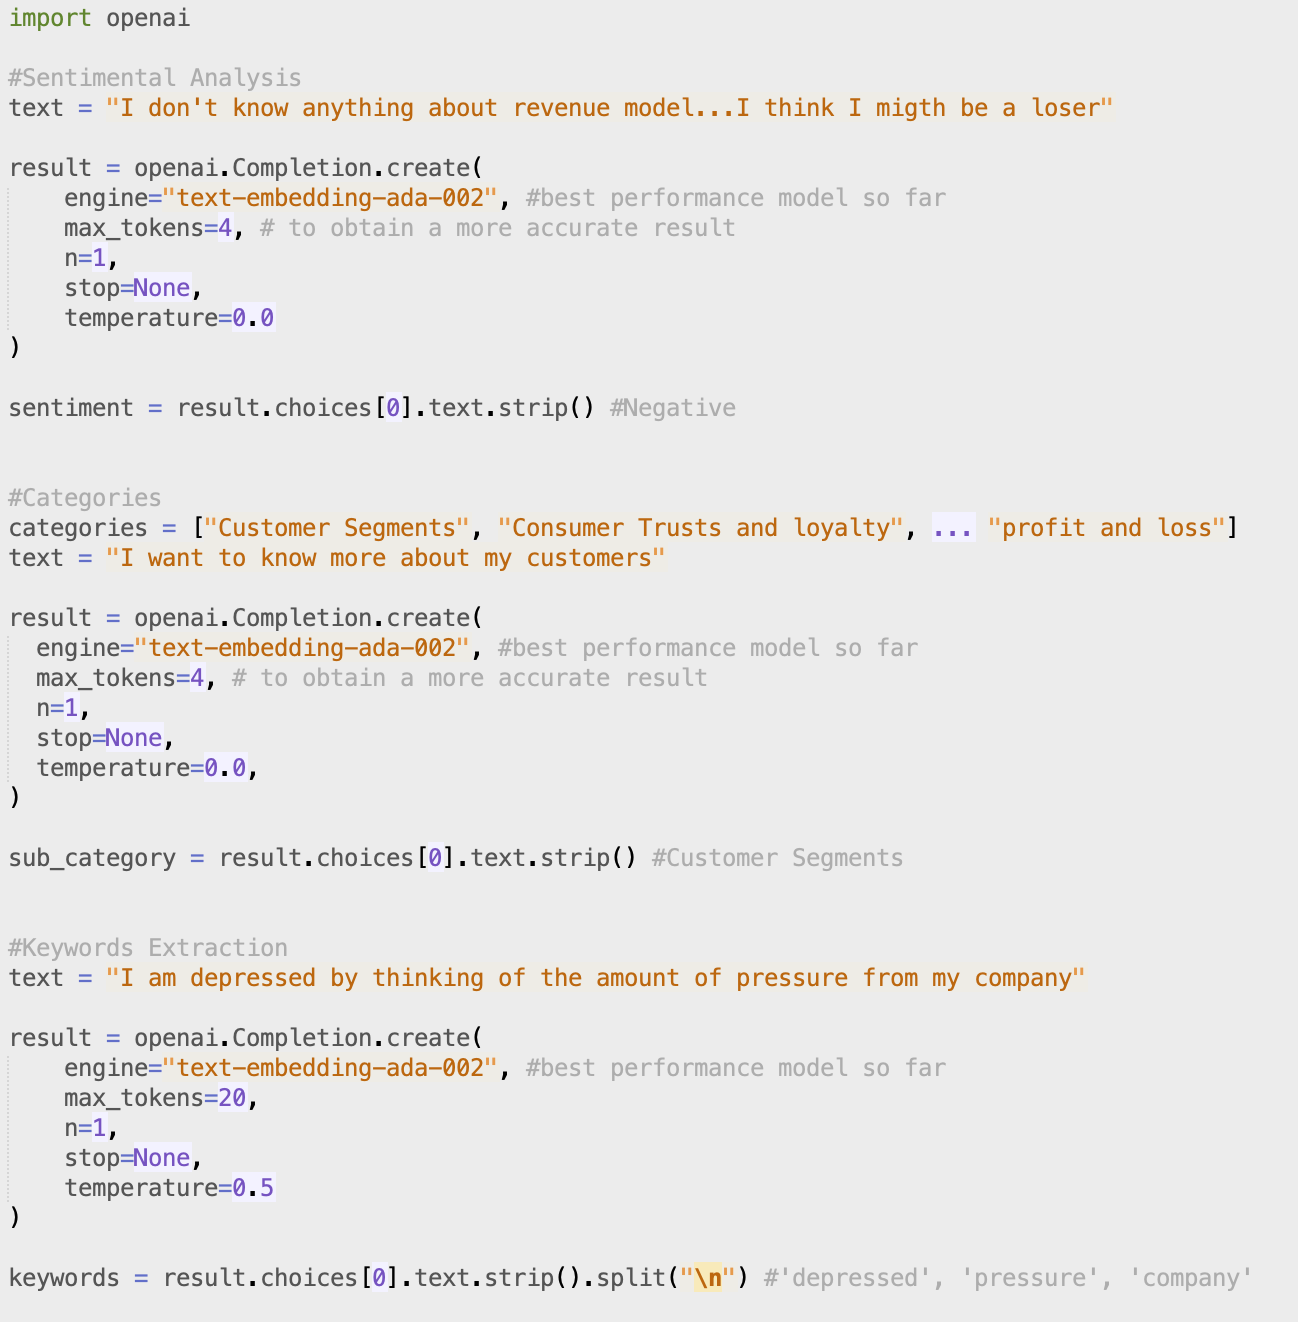 import openai
#Sentimental Analysis
text = "I don't know anything about revenue model...I think I migth be a loser"
result = openai.Completion.create(
    engine="text-embedding-ada-002", #best performance model so far
    max_tokens=4, # to obtain a more accurate result
    n=1,
    stop=None,
    temperature=0.0
)
sentiment = result.choices[0].text.strip() #Negative
#Categories
categories = ["Customer Segments", "Consumer Trusts and loyalty", ... "profit and loss"]
text = "I want to know more about my customers"
result = openai.Completion.create(
  engine="text-embedding-ada-002", #best performance model so far
  max_tokens=4, # to obtain a more accurate result
  n=1,
  stop=None,
  temperature=0.0,
)
sub_category = result.choices[0].text.strip() #Customer Segments
#Keywords Extraction
text = "I am depressed by thinking of the amount of pressure from my company"
result = openai.Completion.create(
    engine="text-embedding-ada-002", #best performance model so far
    max_tokens=20,
    n=1,
    stop=None,
    temperature=0.5
)
keywords = result.choices[0].text.strip().split("\n") #'depressed', 'pressure', 'company'